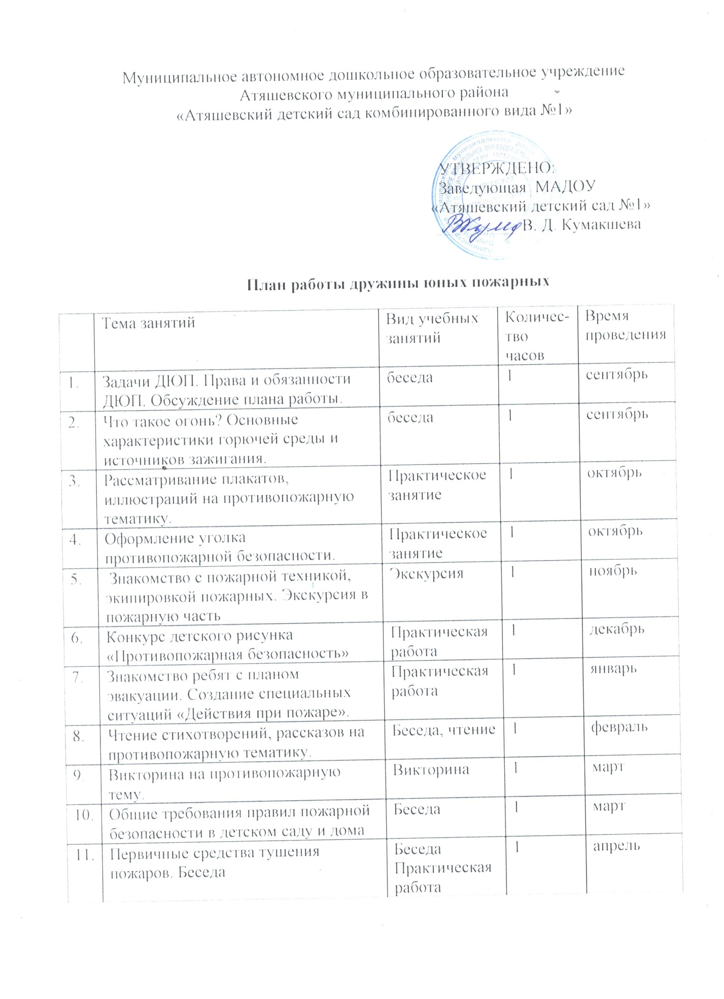 Муниципальное автономное дошкольное образовательное учреждение
Атяшевского муниципального района
«Атяшевский детский сад комбинированного вида №1»
УТВЕРЖДЕНО:
Заведующая МАДОУ
«Атяшевский детский сад №1»
В. Д. Кумакшева
План работы дружины юных пожарных
Тема занятий
Вид учебных
занятий
Количес-
тво
часов
Время
проведения
1.
Задачи ДЮП. Права и обязанности
ДЮП. Обсуждение плана работы.
беседа
1
сентябрь
2.
Что такое огонь? Основные
характеристики горючей среды и
источников зажигания.
беседа
1
сентябрь
3.
Рассматривание плакатов,
иллюстраций на противопожарную
тематику.
Практическое
занятие
1
октябрь
4.
Оформление уголка
противопожарной безопасности.
Практическое
занятие
1
октябрь
5.
Знакомство с пожарной техникой,
экипировкой пожарных. Экскурсия в
пожарную часть
Экскурсия
1
ноябрь
6.
Конкурс детского рисунка
«Противопожарная безопасность»
Практическая
работа
1
декабрь
7.
Знакомство ребят с планом
эвакуации. Создание специальных
ситуаций «Действия при пожаре».
Практическая
работа
1
январь
8.
Чтение стихотворений, рассказов на
противопожарную тематику.
Беседа, чтение
1
февраль
9.
Викторина на противопожарную
тему.
Викторина
1
март
10.
Общие требования правил пожарной
безопасности в детском саду и дома
Беседа
1
март
11.
Первичные средства тушения
пожаров. Беседа
Беседа
Практическая
работа
1
апрель